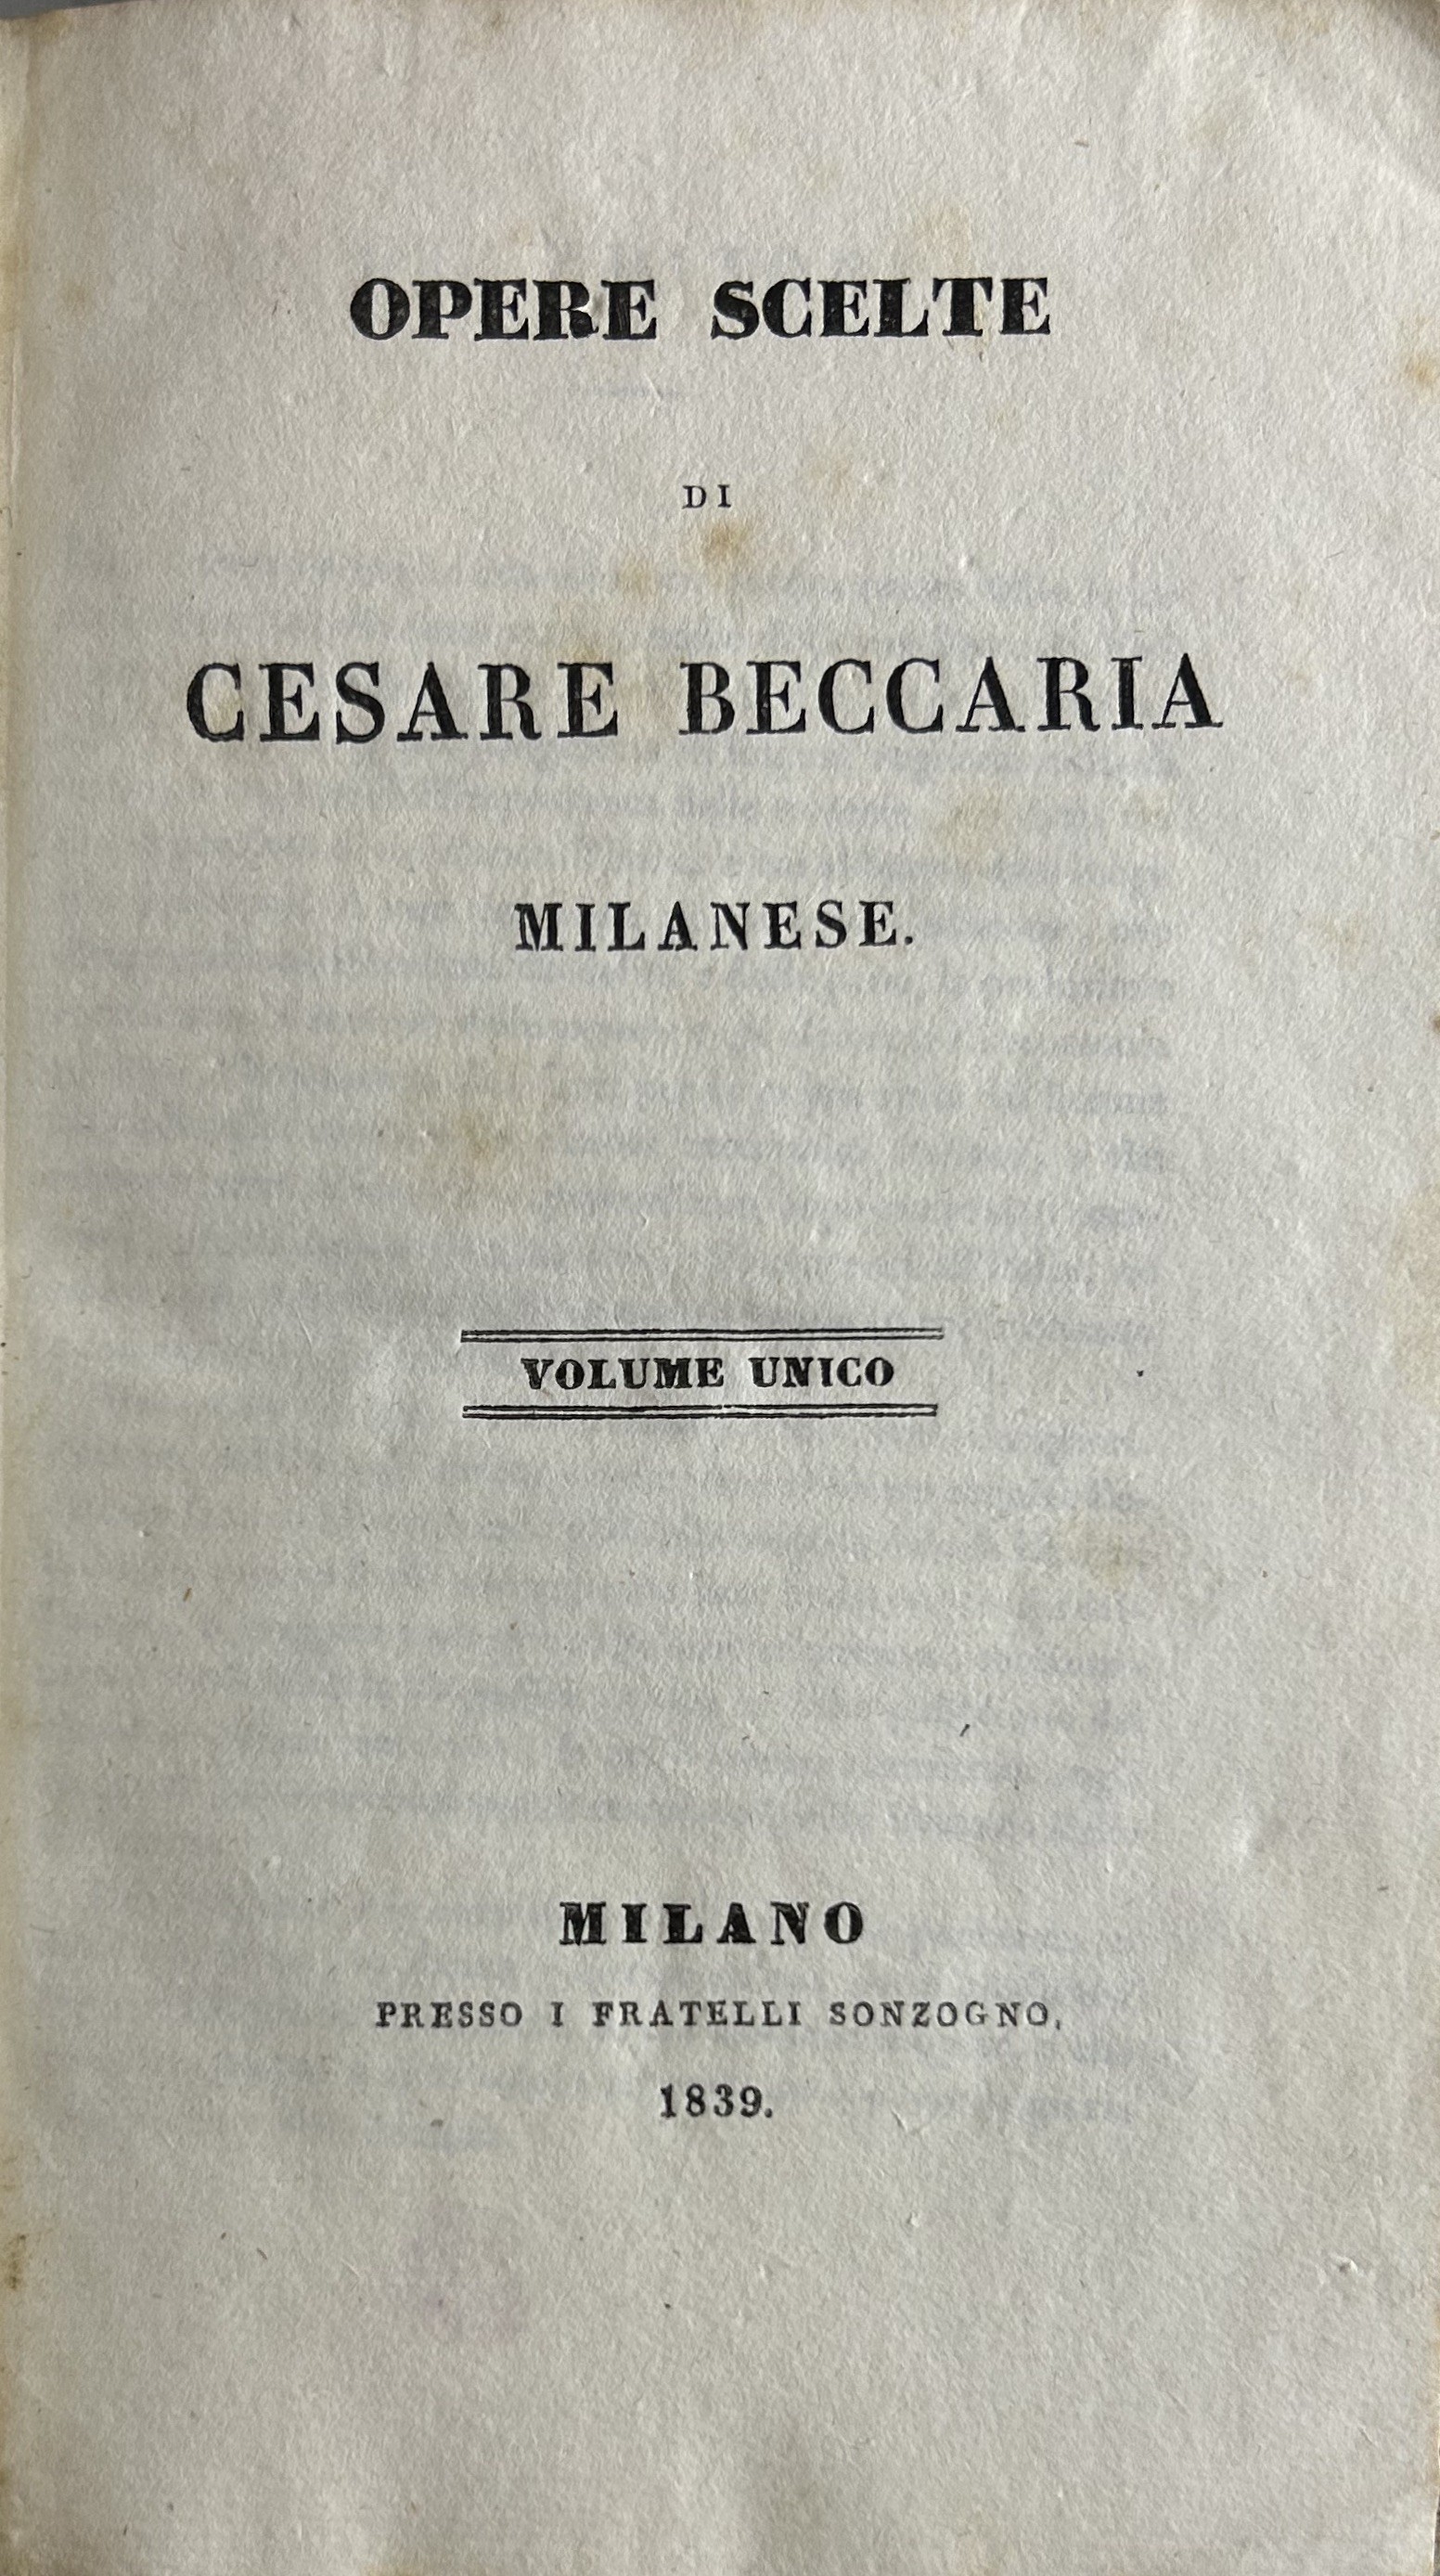 OPERE SCELTE
DI
CESARE BECCARIA
MILANESE.
VOLUME UNICO
MILANO
PRESSO I FRATELLI SONZOGNO,
1839.